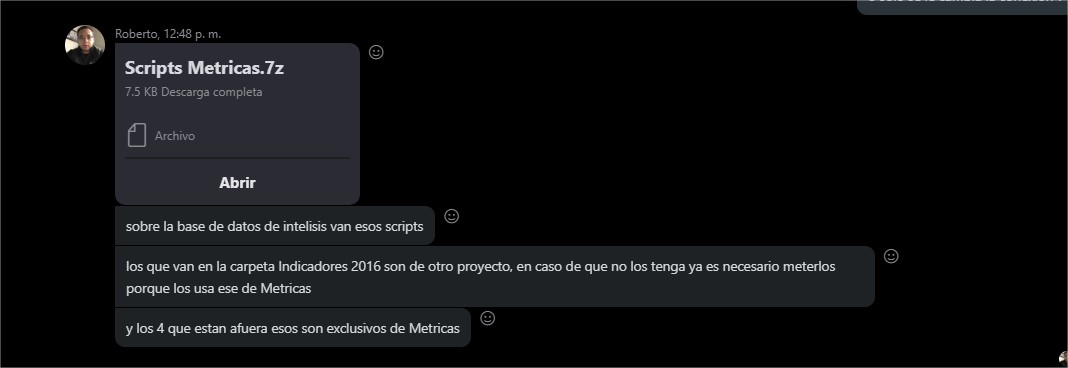 Roberto, 12:48 p. m.
Scripts Metricas.7z
7.5 KB Descarga completa
Archivo
Abrir
sobre la base de datos de intelisis van esos scripts
los que van en la carpeta Indicadores 2016 son de otro proyecto, en caso de que no los tenga ya es necesario meterlos
porque los usa ese de Metricas
y los 4 que estan afuera esos son exclusivos de Metricas